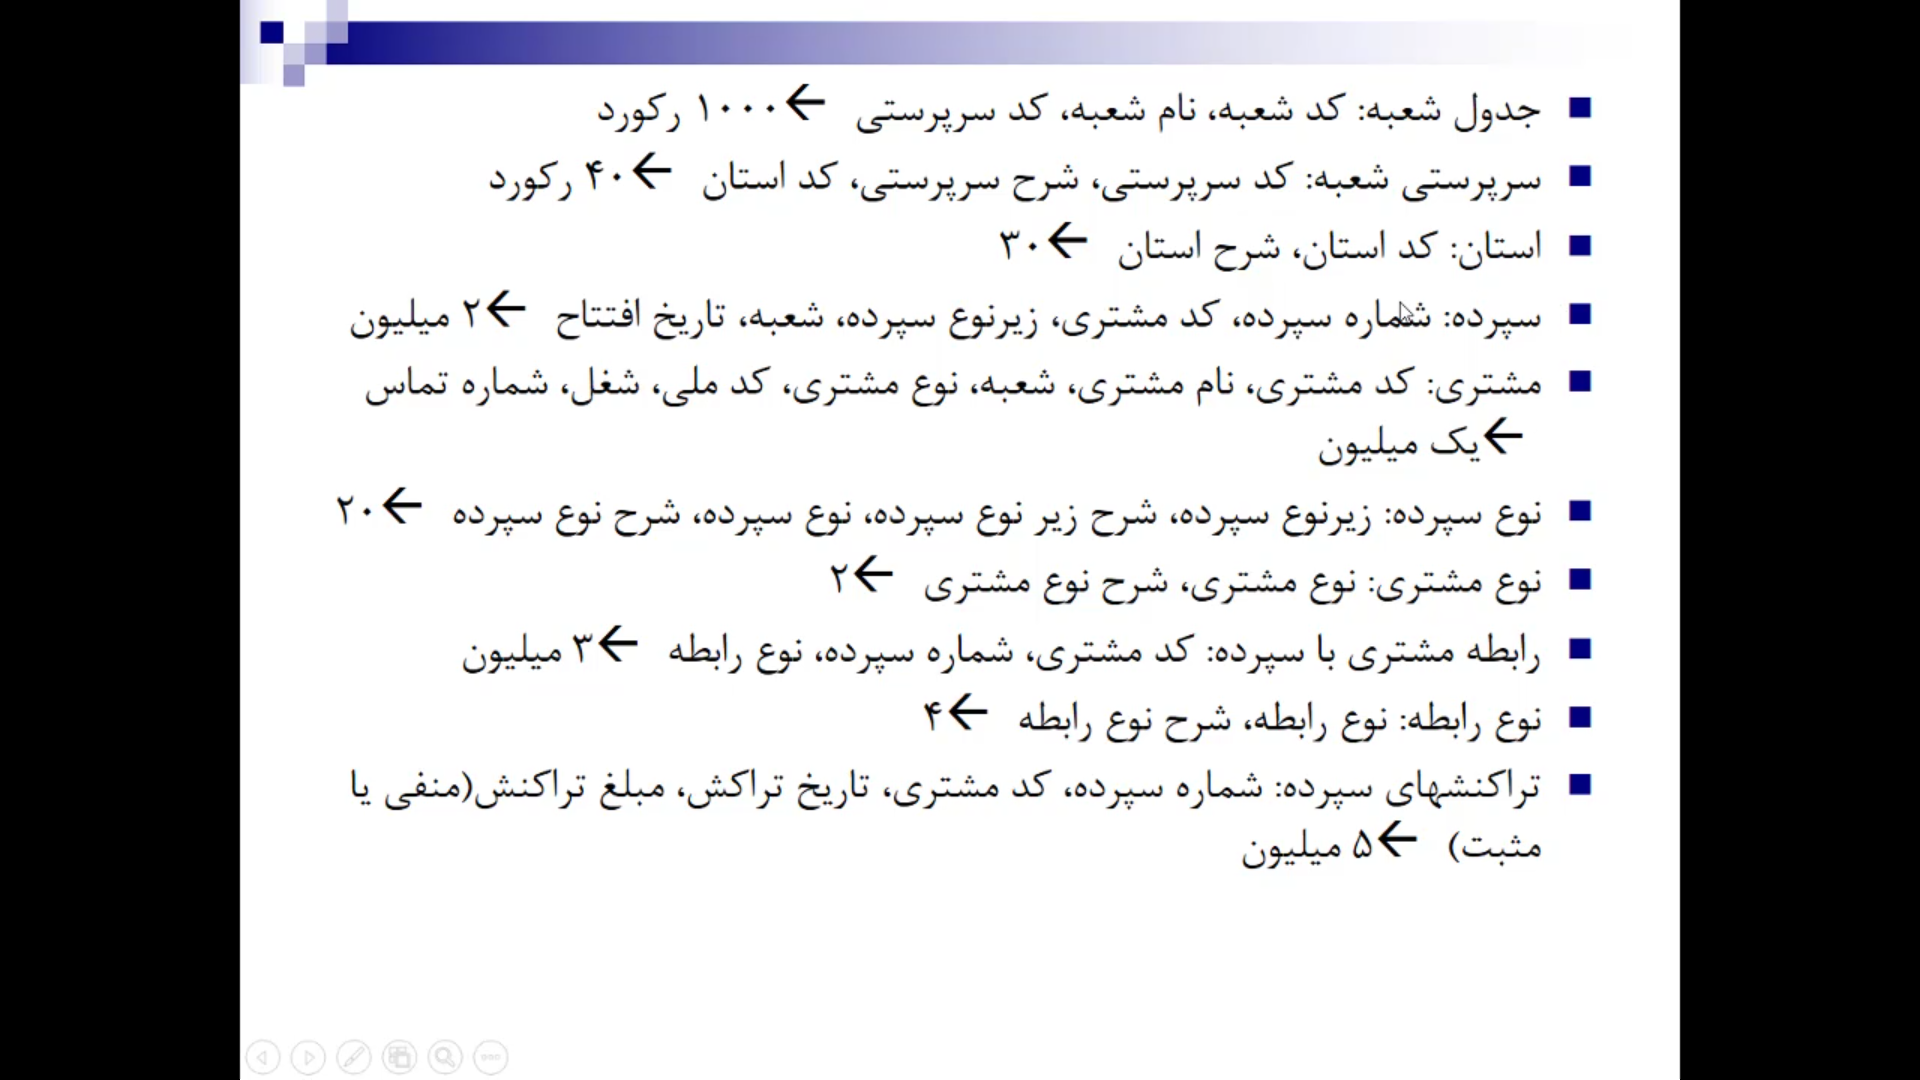 جدول شعبه: کد شعبه، نام شعبه، کد سرپرستی ←۱۰۰۰ رکورد
سرپرستی شعبه: کد سرپرستی، شرح سرپرستی، کد استان ←۴۰ رکورد
استان: کد استان، شرح استان ←۳۰
سپرده: شماره سپرده، کد مشتری، زیرنوع سپرده، شعبه، تاریخ افتتاح ←۲ میلیون
مشتری: کد مشتری، نام مشتری، شعبه، نوع مشتری، کد ملی، شغل، شماره تماس
←یک میلیون
نوع سپرده: زیرنوع سپرده، شرح زیر نوع سپرده، نوع سپرده، شرح نوع سپرده ←۲۰
نوع مشتری: نوع مشتری، شرح نوع مشتری ←۲
رابطه مشتری با سپرده: کد مشتری، شماره سپرده، نوع رابطه ←۳ میلیون
نوع رابطه: نوع رابطه، شرح نوع رابطه ←۴
تراکنشهای سپرده: شماره سپرده، کد مشتری، تاریخ تراکش، مبلغ تراکنش(منفی یا
مثبت) ←۵ میلیون